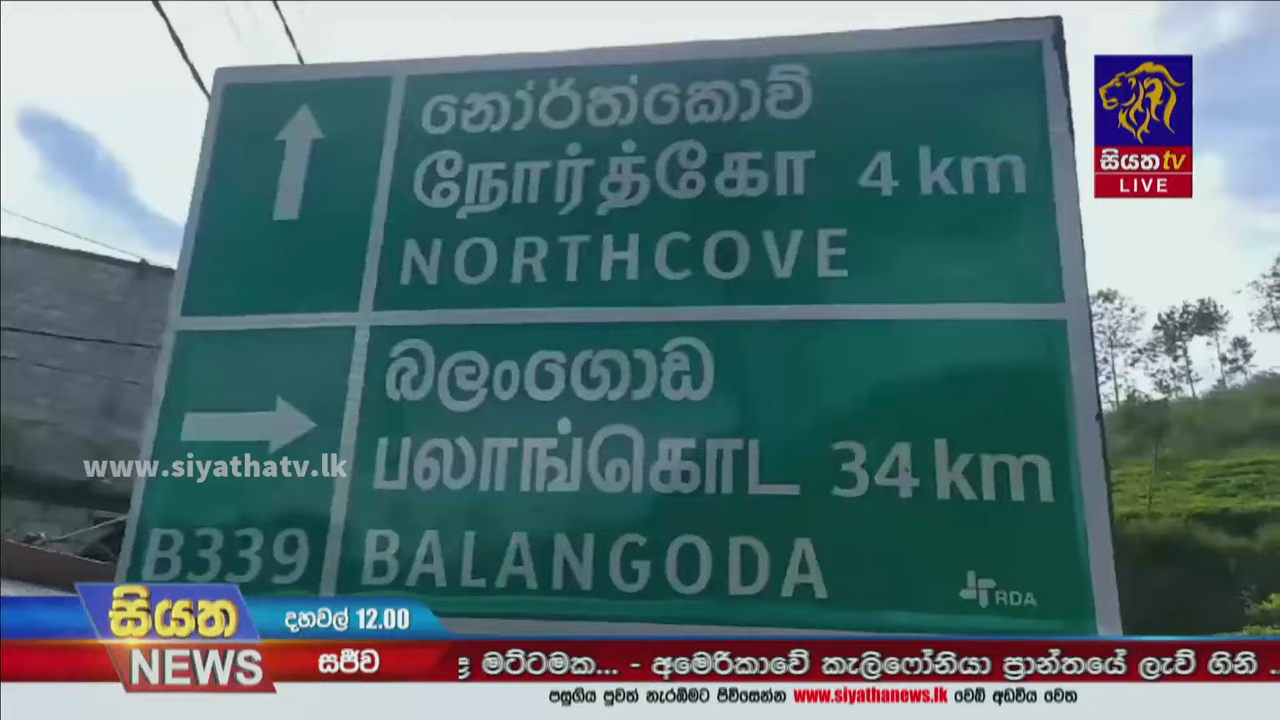 නෝර්ත්කොව්
நோர்த்கோ 4 km
NORTHCOVE
බලංගොඩ
பலாங்கொட 34 km
B339 BALANGODA
RDA
සියත tv
LIVE
www.siyathatv.lk
සියත
NEWS
දහවල් 12.00
සජීව
මට්ටමක... - අමෙරිකාවේ කැලිෆෝනියා ප්‍රාන්තයේ ලැව් ගිනි
පසුගිය පුවත් නැරඹීමට පිවිසෙන්න www.siyathanews.lk වෙබ් අඩවිය වෙත